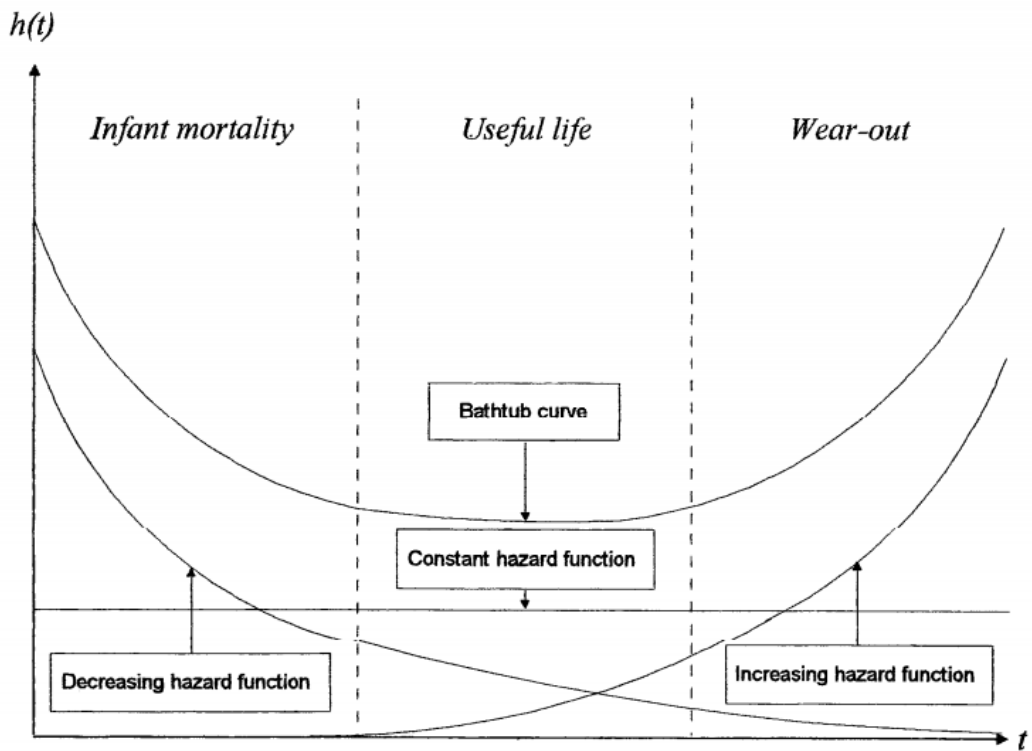 h(t)
Infant mortality
Useful life
Wear-out
Bathtub curve
Constant hazard function
Decreasing hazard function
Increasing hazard function
t